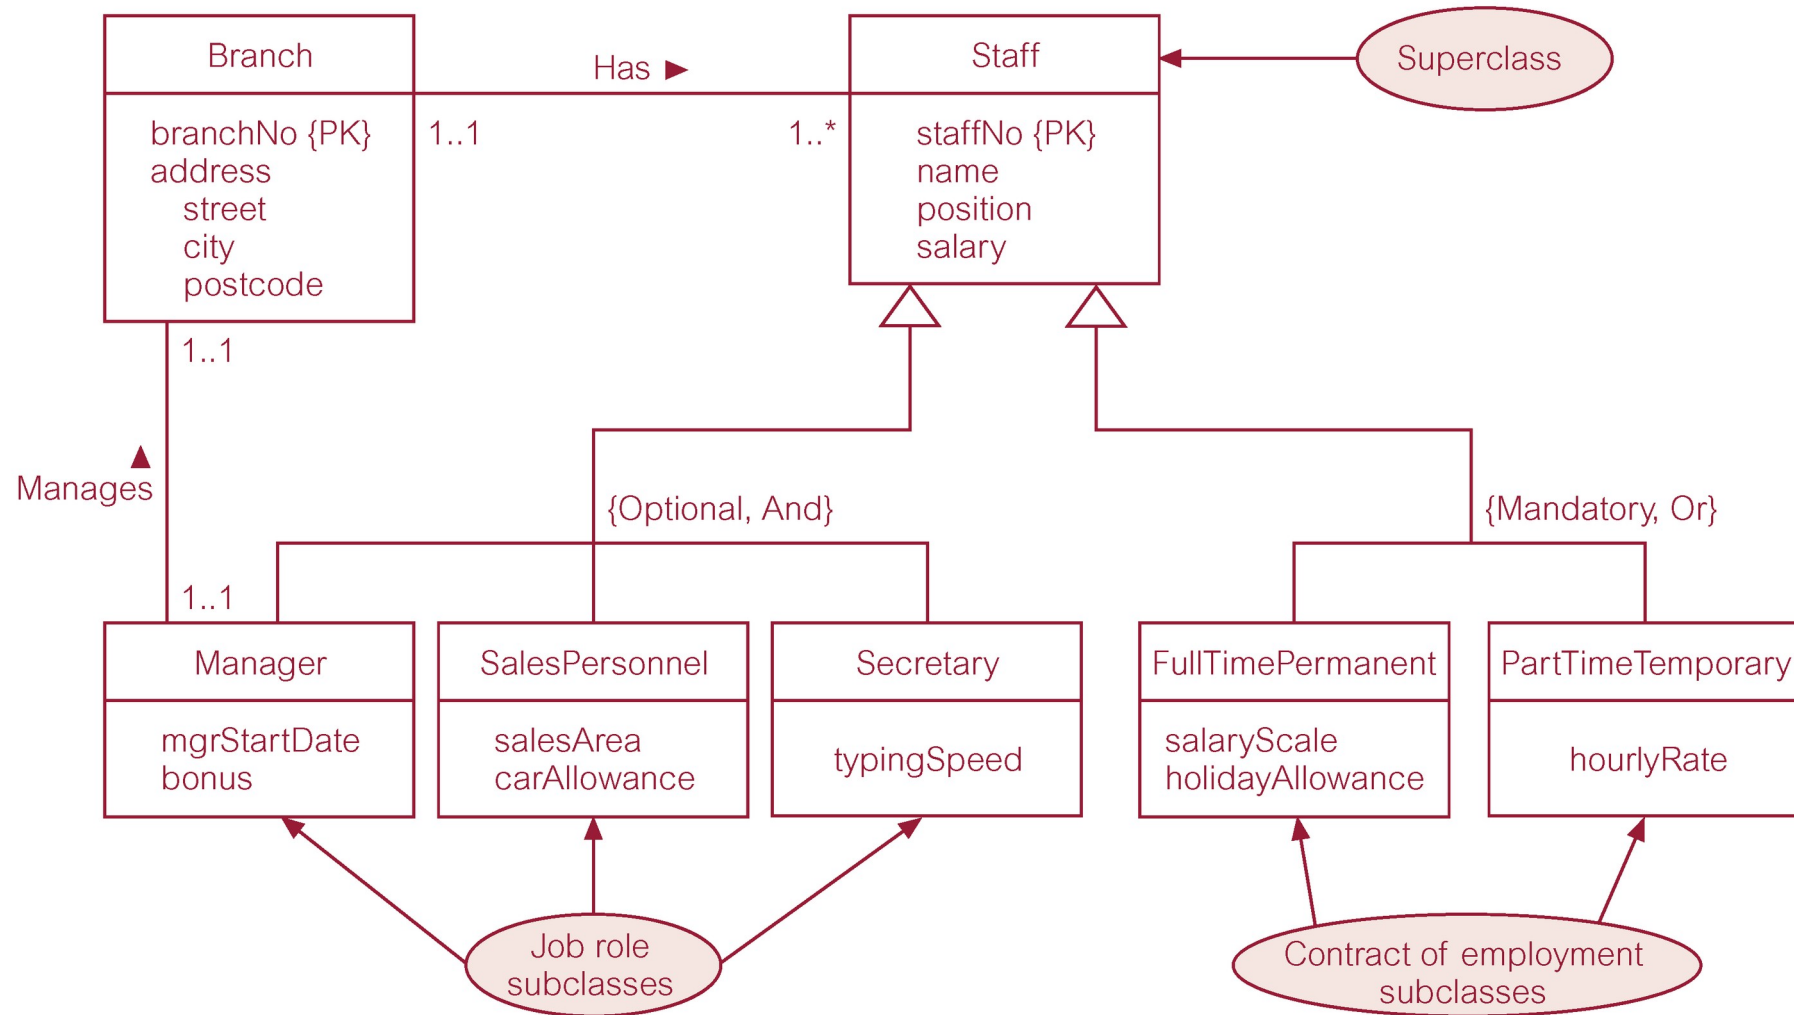 Branch
branchNo {PK}
address
street
city
postcode
Has ►
1..1
1..*
Staff
staffNo {PK}
name
position
salary
Superclass
1..1
▲
Manages
1..1
{Optional, And}
{Mandatory, Or}
Manager
mgrStartDate
bonus
SalesPersonnel
salesArea
carAllowance
Secretary
typingSpeed
FullTimePermanent
salaryScale
holidayAllowance
PartTimeTemporary
hourlyRate
Job role
subclasses
Contract of employment
subclasses